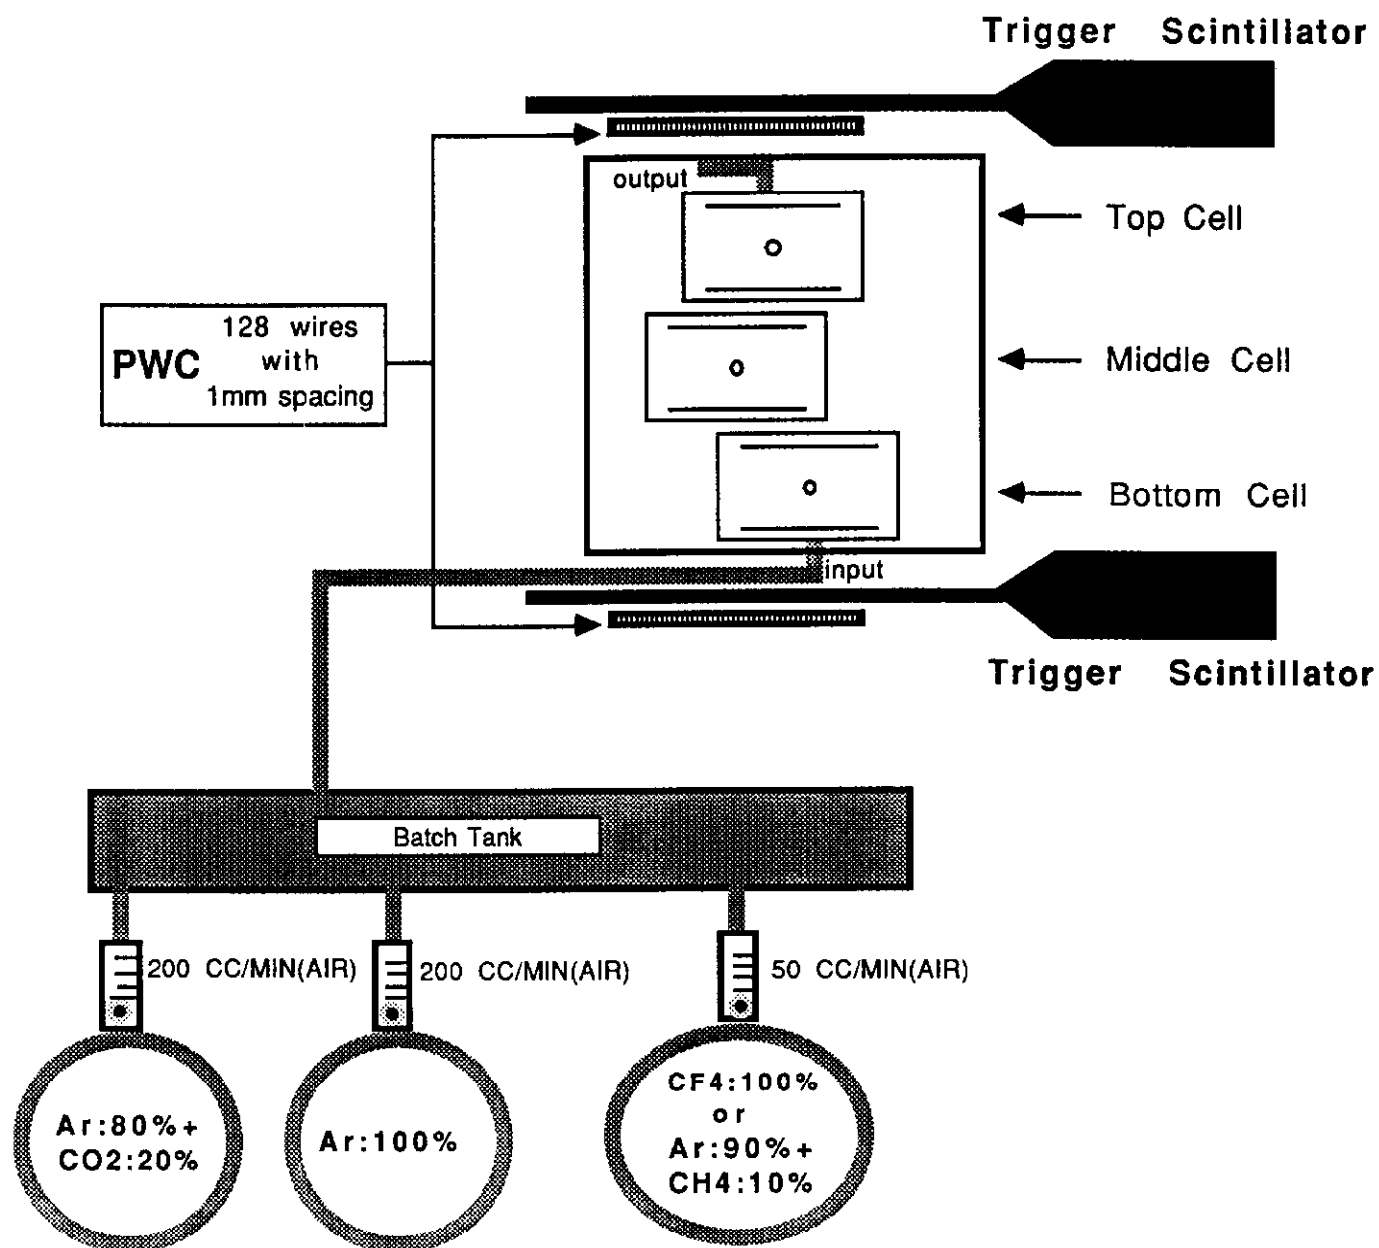 Trigger Scintillator
output
Top Cell
PWC
128 wires
with
1mm spacing
Middle Cell
Bottom Cell
input
Trigger Scintillator
Batch Tank
200 CC/MIN(AIR)
200 CC/MIN(AIR)
50 CC/MIN(AIR)
Ar:80%+
CO2:20%
Ar:100%
CF4:100%
or
Ar:90%+
CH4:10%